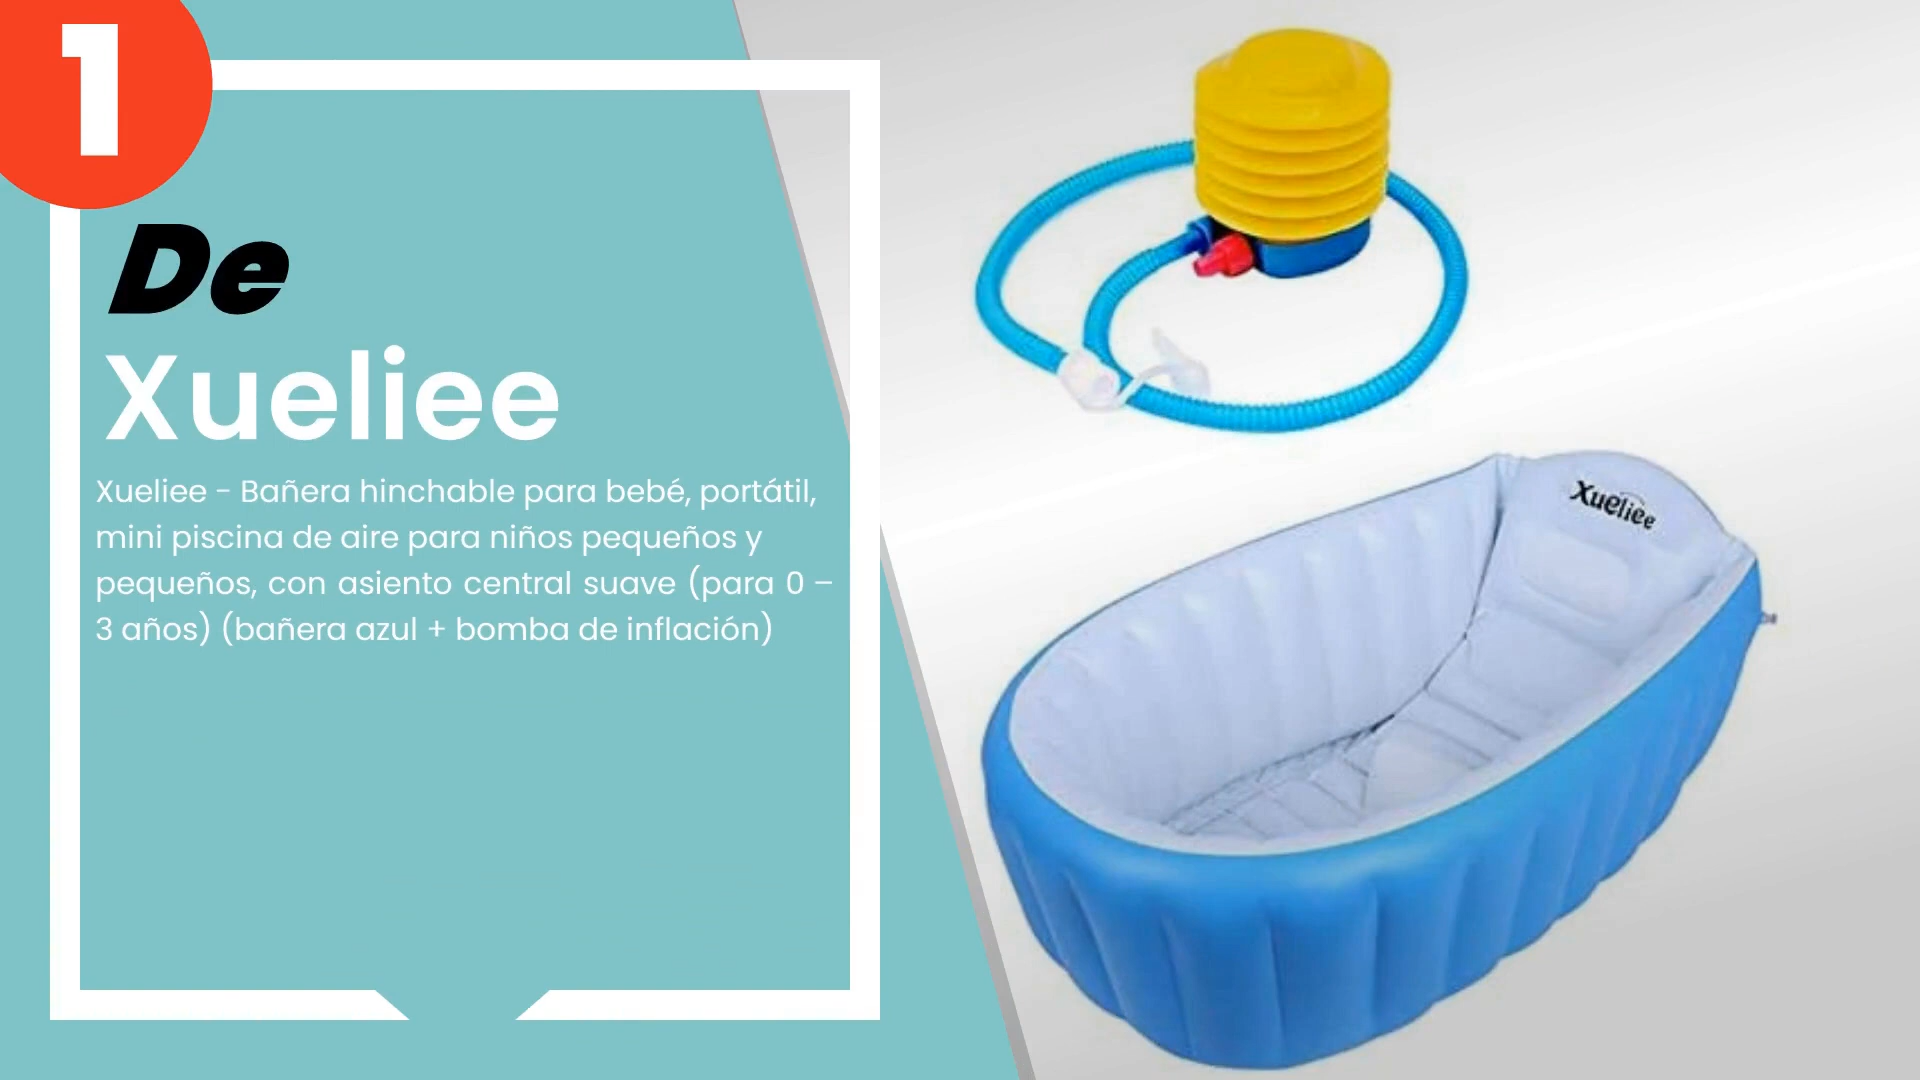 1
De
Xueliee
Xueliee - Bañera hinchable para bebé, portátil,
mini piscina de aire para niños pequeños y
pequeños, con asiento central suave (para 0 –
3 años) (bañera azul + bomba de inflación)
Xueliee